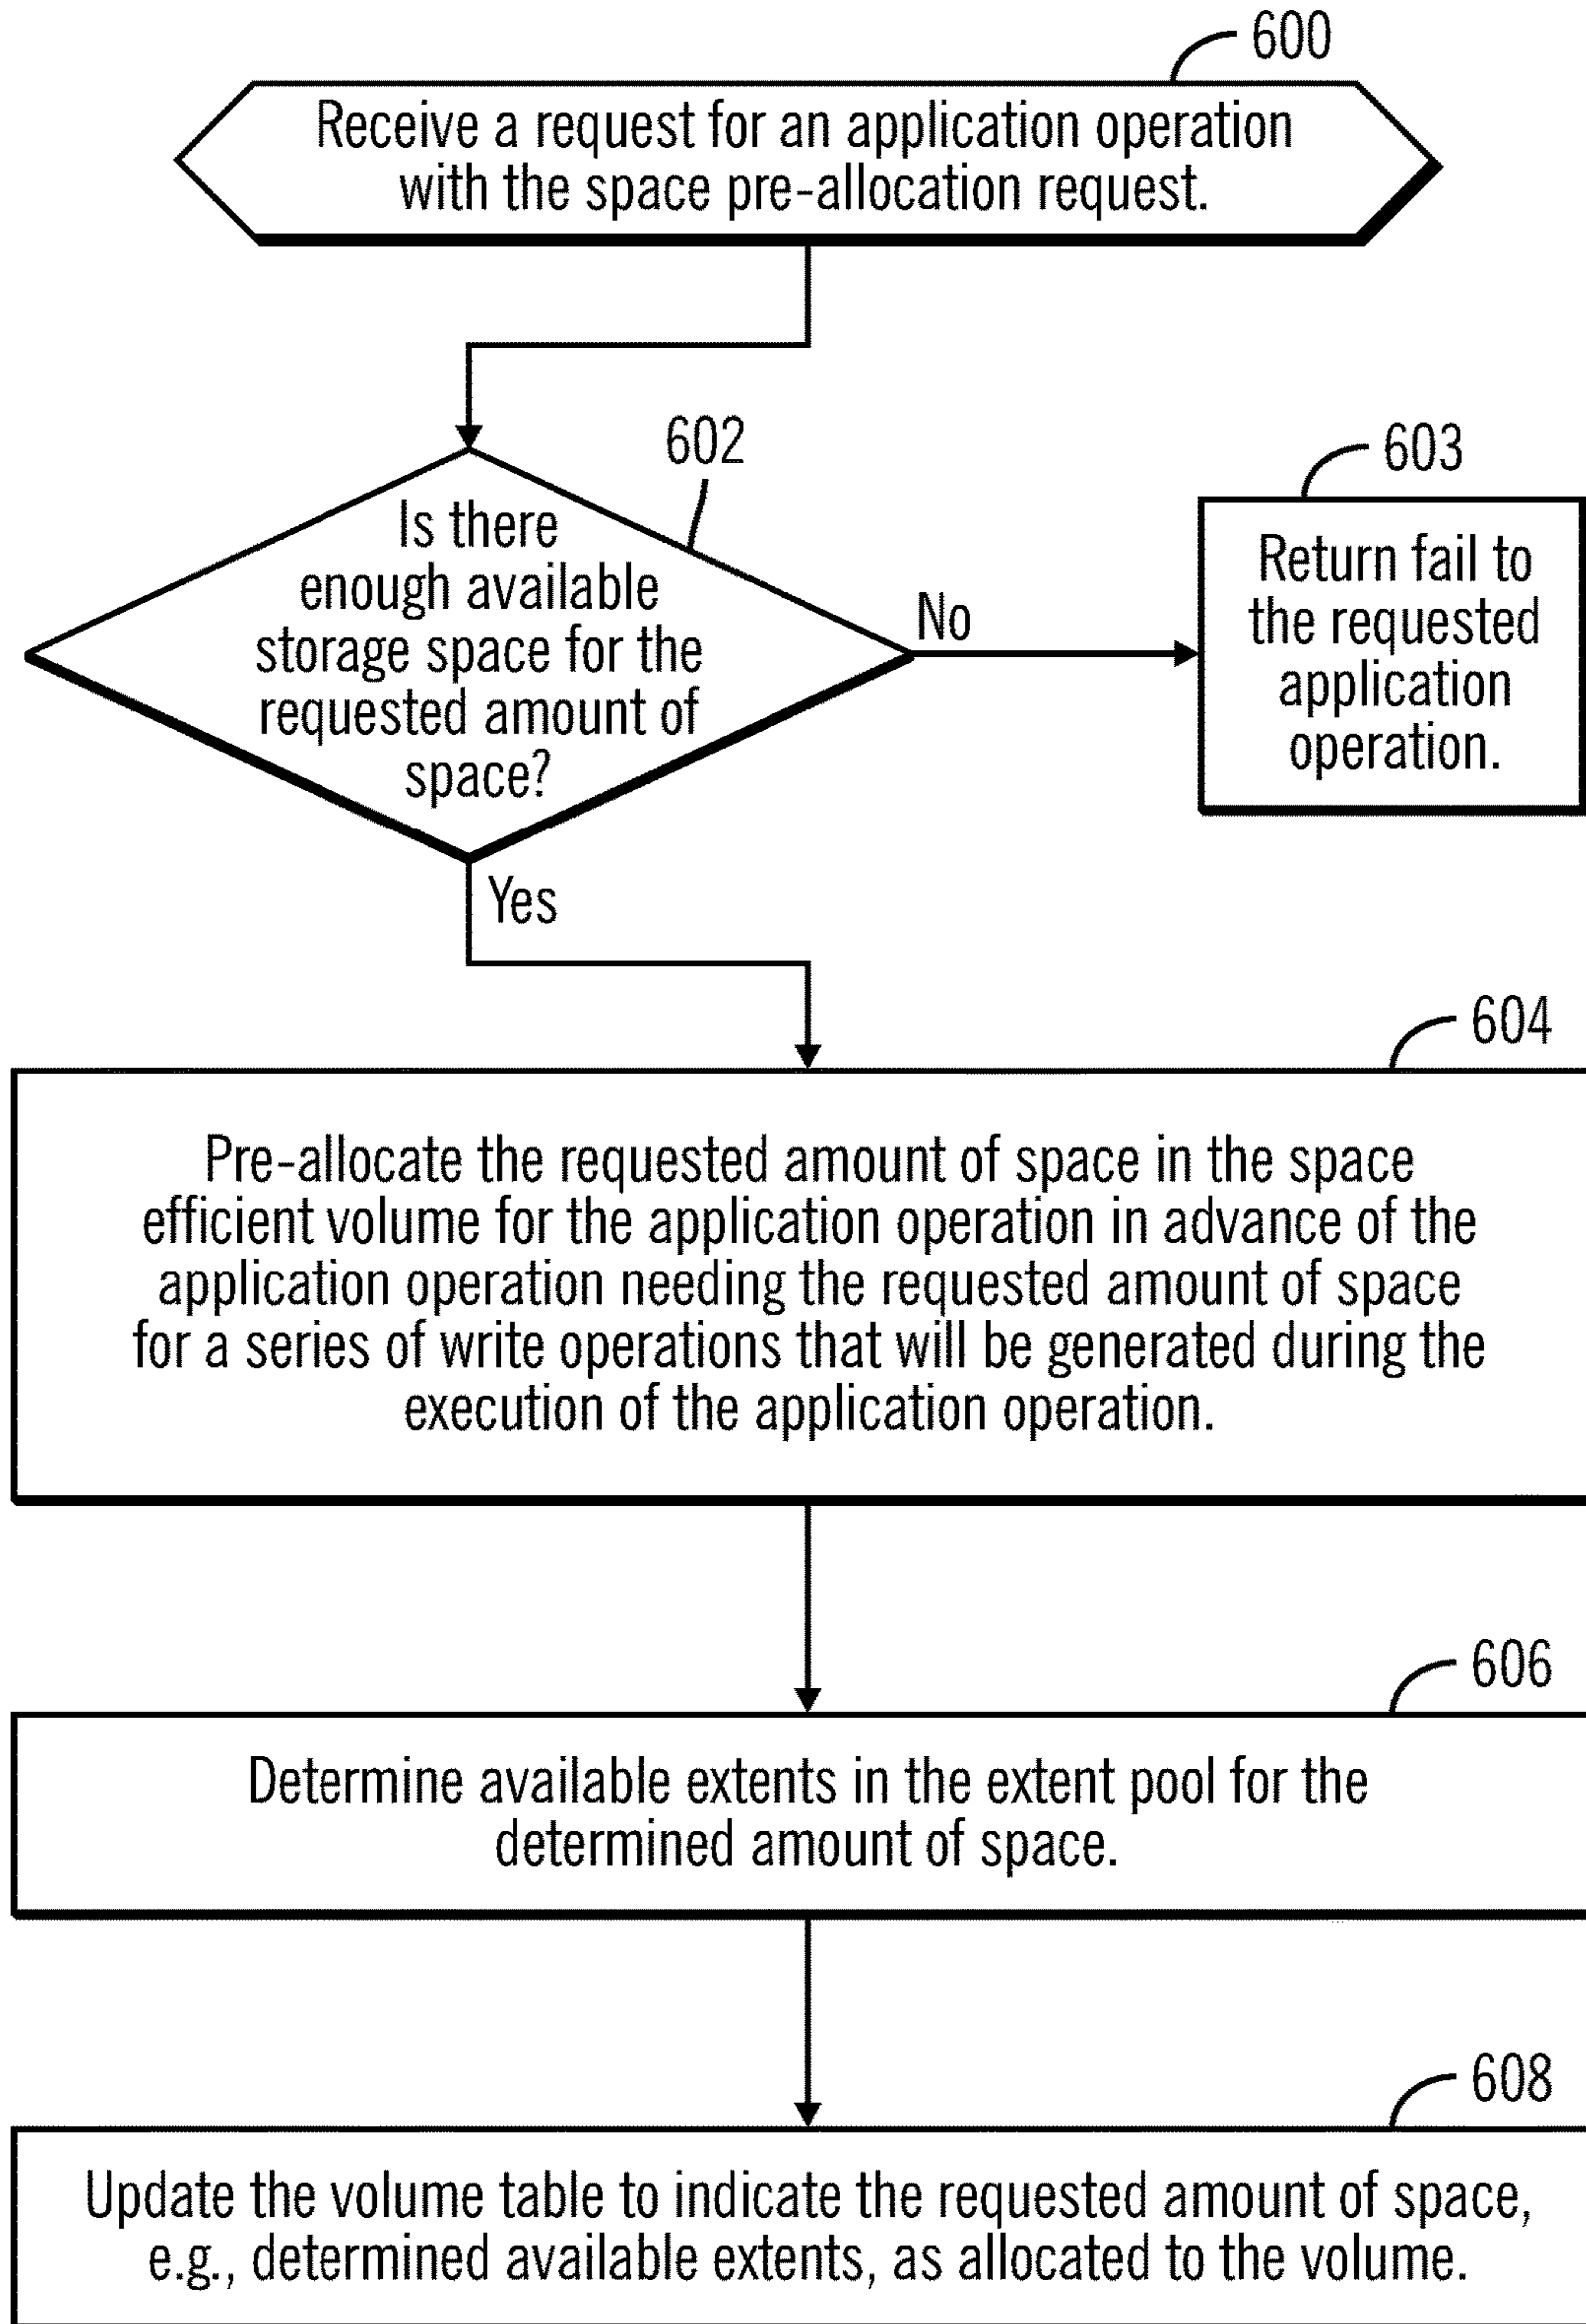 600
Receive a request for an application operation
with the space pre-allocation request.
602
Is there
enough available
storage space for the
requested amount of
space?
No
603
Return fail to
the requested
application
operation.
Yes
604
Pre-allocate the requested amount of space in the space
efficient volume for the application operation in advance of the
application operation needing the requested amount of space
for a series of write operations that will be generated during the
execution of the application operation.
606
Determine available extents in the extent pool for the
determined amount of space.
608
Update the volume table to indicate the requested amount of space,
e.g., determined available extents, as allocated to the volume.